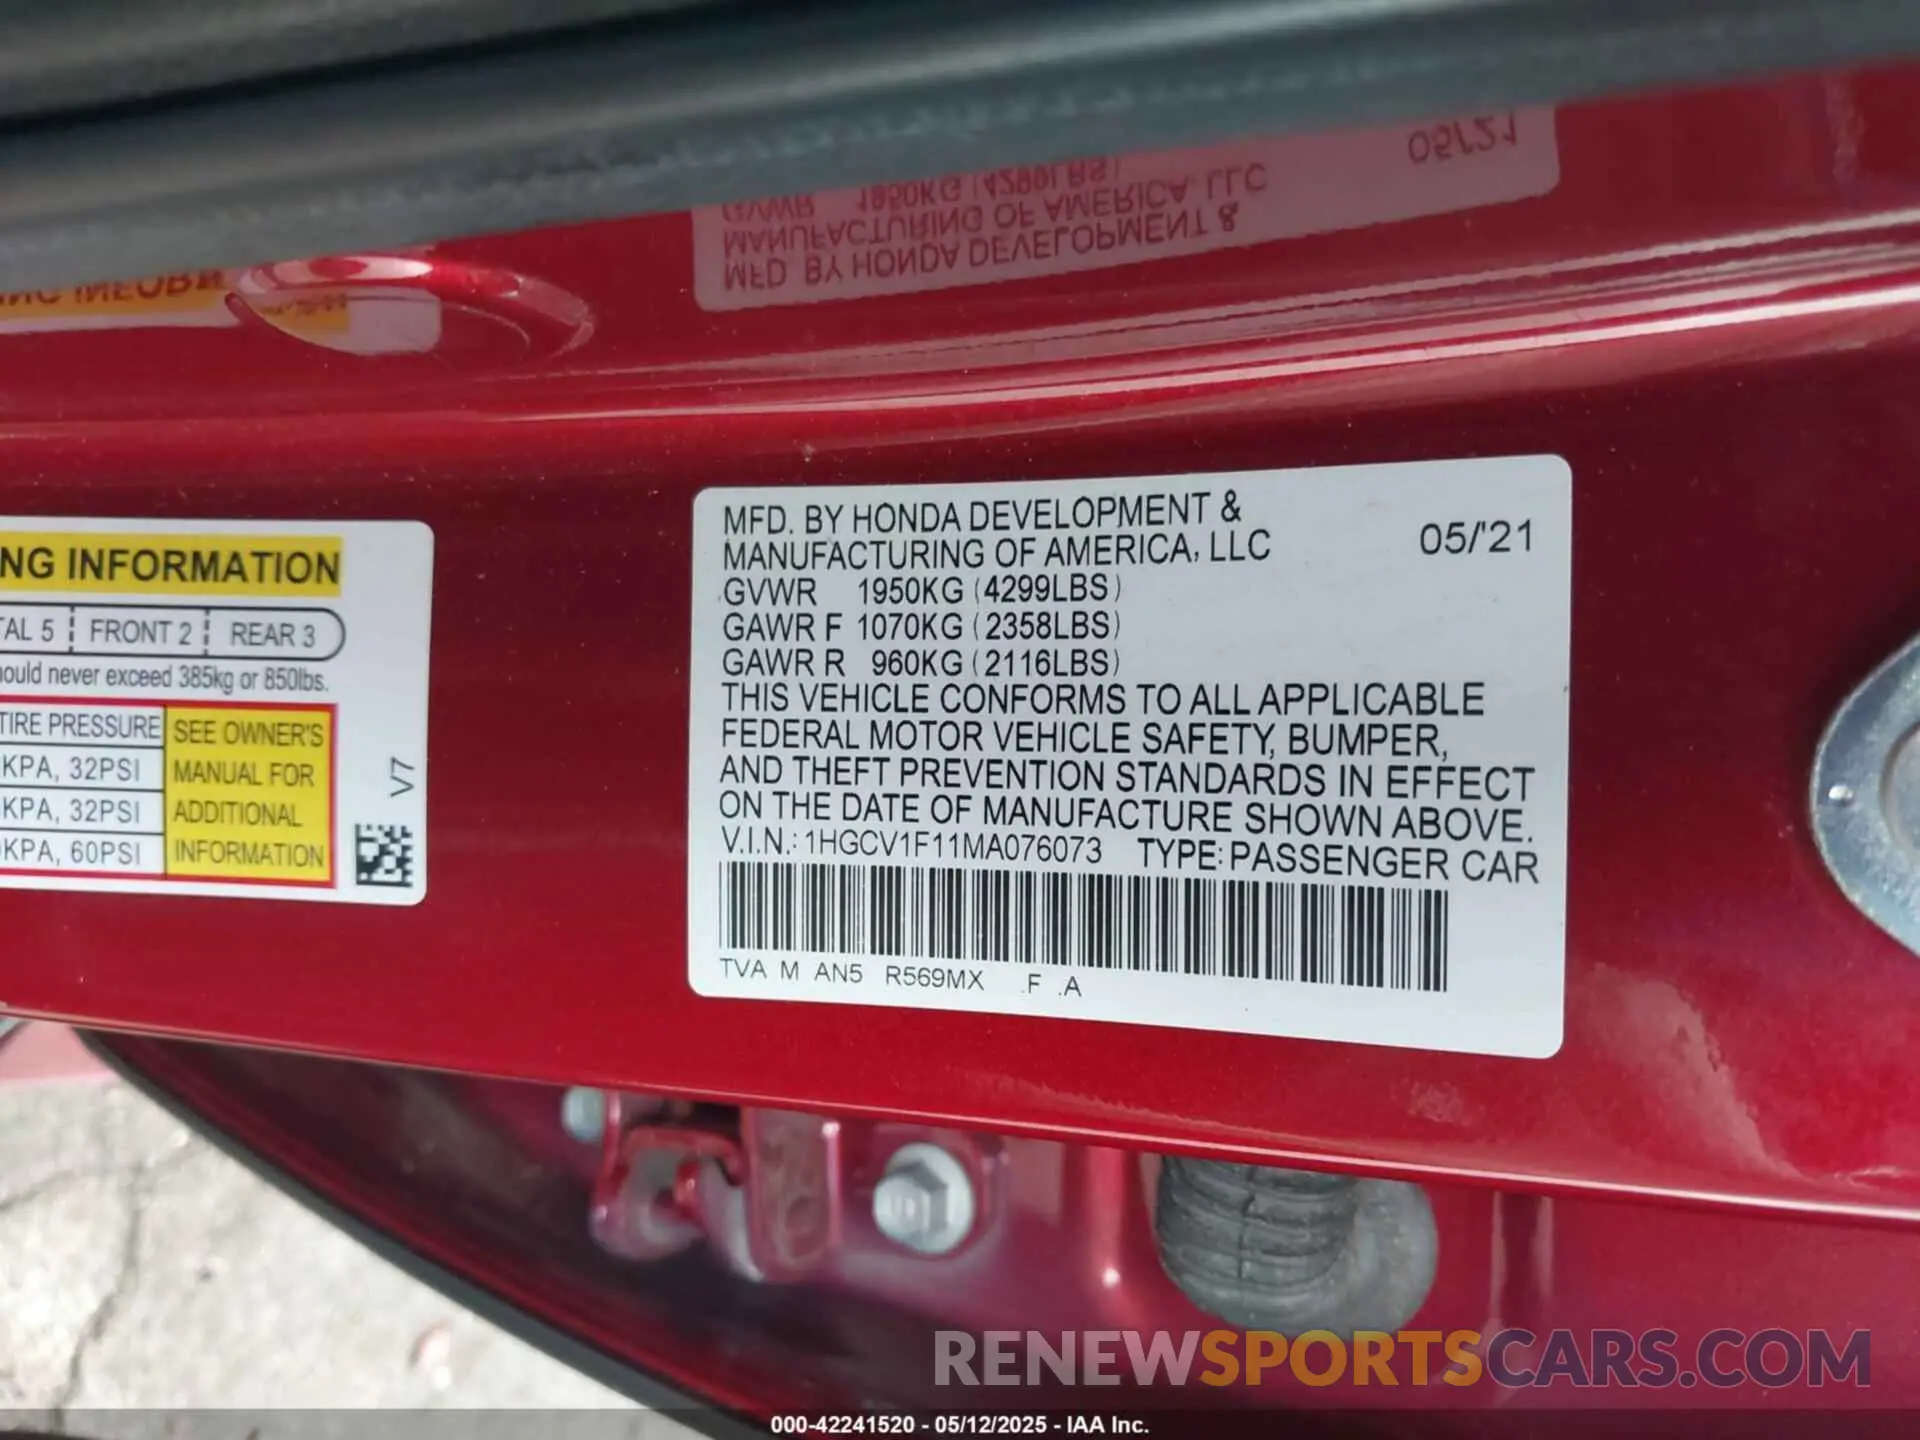 MFD. BY HONDA DEVELOPMENT &
MANUFACTURING OF AMERICA, LLC 05/'21
GVWR 1950KG (4299LBS)
GAWR F 1070KG (2358LBS)
GAWR R 960KG (2116LBS)
THIS VEHICLE CONFORMS TO ALL APPLICABLE
FEDERAL MOTOR VEHICLE SAFETY, BUMPER,
AND THEFT PREVENTION STANDARDS IN EFFECT
ON THE DATE OF MANUFACTURE SHOWN ABOVE.
V.I.N.: 1HGCV1F11MA076073 TYPE: PASSENGER CAR
TVA M AN5 R569MX .F .A
NG INFORMATION
TAL 5 FRONT 2 REAR 3
ould never exceed 385kg or 850lbs.
TIRE PRESSURE
KPA, 32PSI
KPA, 32PSI
KPA, 60PSI
SEE OWNER'S
MANUAL FOR
ADDITIONAL
INFORMATION
V7
MFD. BY HONDA DEVELOPMENT &
MANUFACTURING OF AMERICA, LLC 05/'21
GVWR 1950KG (4299LBS)
RENEWSPORTSCARS.COM
000-42241520 - 05/12/2025 - IAA Inc.